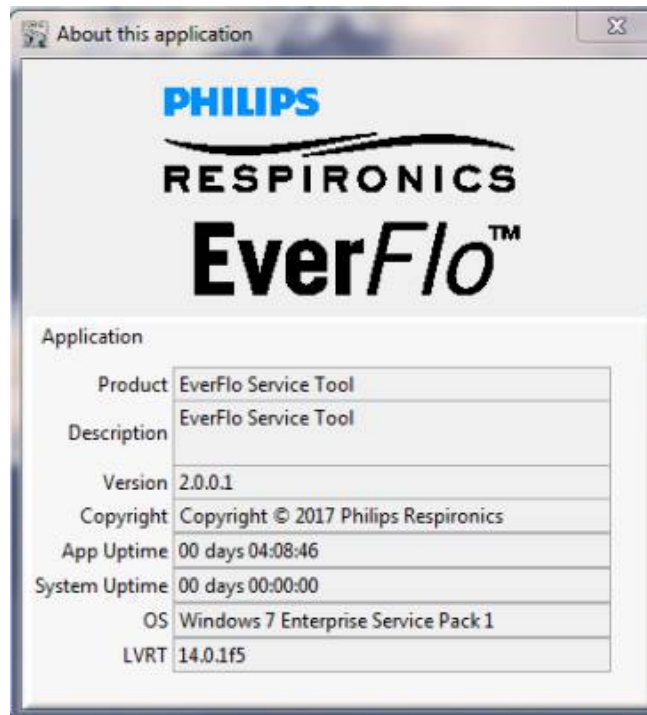 About this application
PHILIPS
RESPIRONICS
EverFlo™
Application
Product EverFlo Service Tool
Description EverFlo Service Tool
Version 2.0.0.1
Copyright Copyright © 2017 Philips Respironics
App Uptime 00 days 04:08:46
System Uptime 00 days 00:00:00
OS Windows 7 Enterprise Service Pack 1
LVRT 14.0.1f5